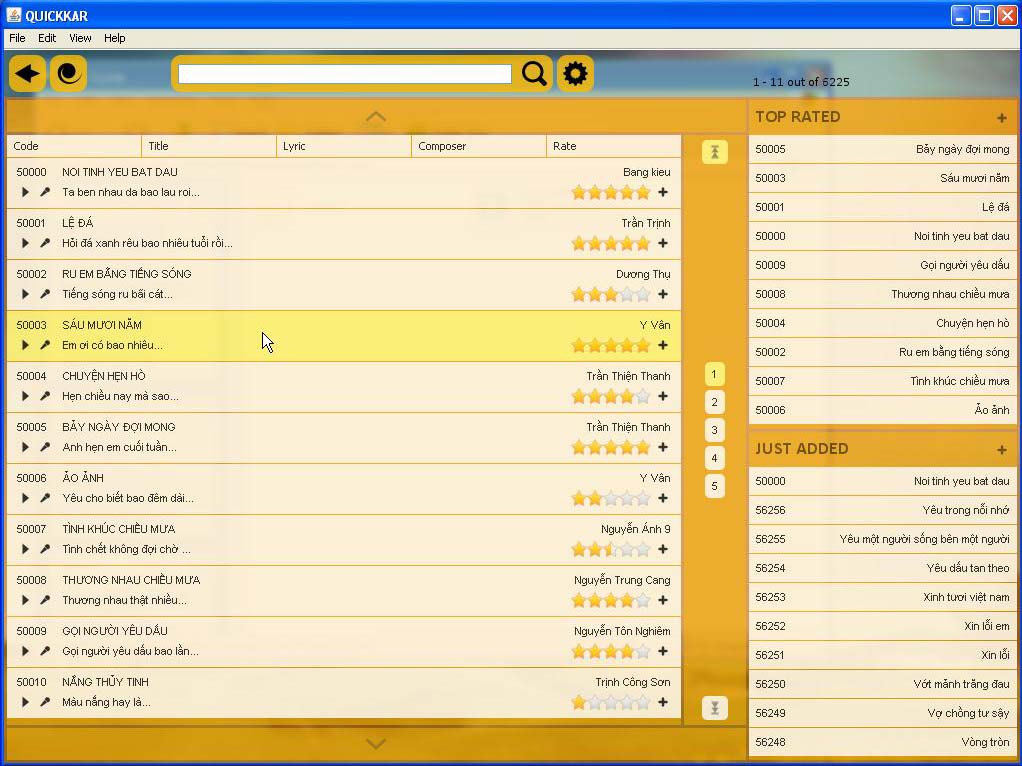 QUICKKAR
File Edit View Help
1 - 11 out of 6225
Code Title Lyric Composer Rate
50000 NOI TINH YEU BAT DAU Bang kieu
Ta ben nhau da bao lau roi...
50001 LỆ ĐÁ Trần Trịnh
Hỏi đá xanh rêu bao nhiêu tuổi rồi...
50002 RU EM BẰNG TIẾNG SÓNG Dương Thụ
Tiếng sóng ru bãi cát...
50003 SÁU MƯƠI NĂM Y Vân
Em ơi có bao nhiêu...
50004 CHUYỆN HẸN HÒ Trần Thiện Thanh
Hẹn chiều nay mà sao...
50005 BẢY NGÀY ĐỢI MONG Trần Thiện Thanh
Anh hẹn em cuối tuần...
50006 ẢO ẢNH Y Vân
Yêu cho biết bao đêm dài...
50007 TÌNH KHÚC CHIỀU MƯA Nguyễn Ánh 9
Tình chết không đợi chờ ...
50008 THƯƠNG NHAU CHIỀU MƯA Nguyễn Trung Cang
Thương nhau thật nhiều...
50009 GỌI NGƯỜI YÊU DẤU Nguyễn Tôn Nghiêm
Gọi người yêu dấu bao lần...
50010 NẮNG THỦY TINH Trịnh Công Sơn
Màu nắng hay là...
1
2
3
4
5
TOP RATED +
50005 Bảy ngày đợi mong
50003 Sáu mươi năm
50001 Lệ đá
50000 Noi tinh yeu bat dau
50009 Gọi người yêu dấu
50008 Thương nhau chiều mưa
50004 Chuyện hẹn hò
50002 Ru em bằng tiếng sóng
50007 Tình khúc chiều mưa
50006 Ảo ảnh
JUST ADDED +
50000 Noi tinh yeu bat dau
56256 Yêu trong nỗi nhớ
56255 Yêu một người sống bên một người
56254 Yêu dấu tan theo
56253 Xinh tươi việt nam
56252 Xin lỗi em
56251 Xin lỗi
56250 Vớt mảnh trăng đau
56249 Vợ chồng tư sậy
56248 Vòng tròn